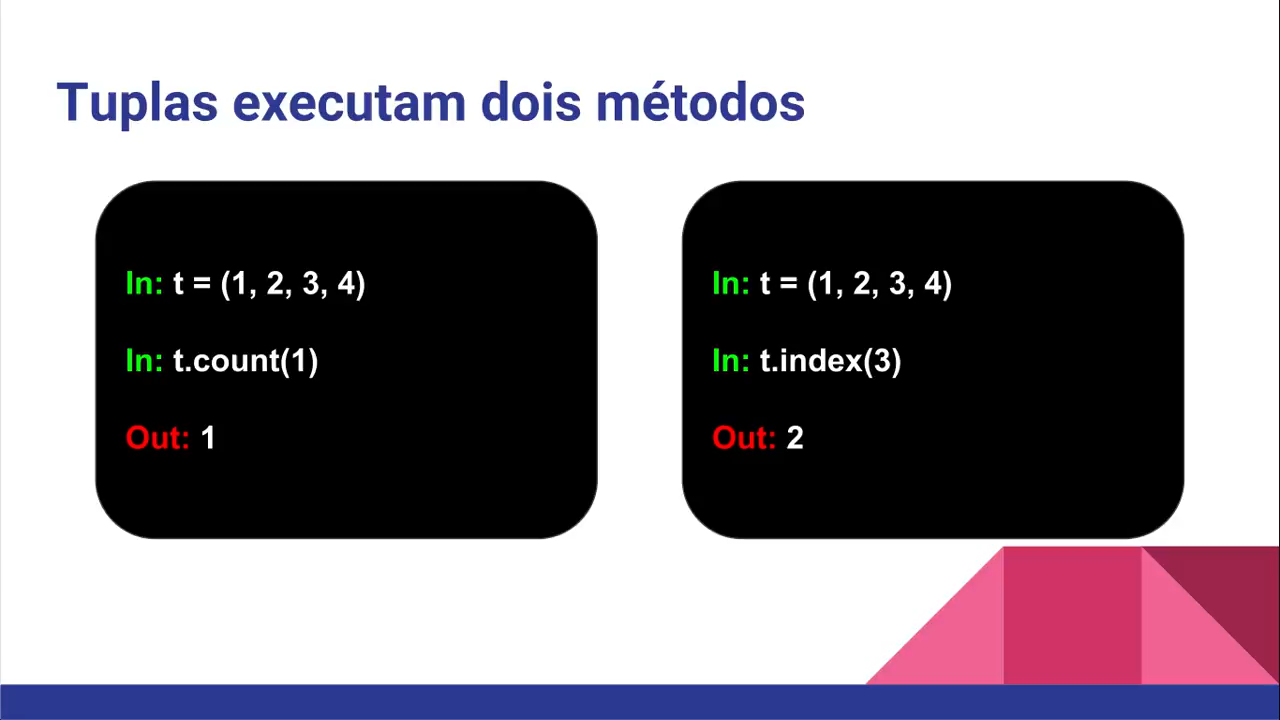 Tuplas executam dois métodos
In: t = (1, 2, 3, 4)
In: t.count(1)
Out: 1
In: t = (1, 2, 3, 4)
In: t.index(3)
Out: 2